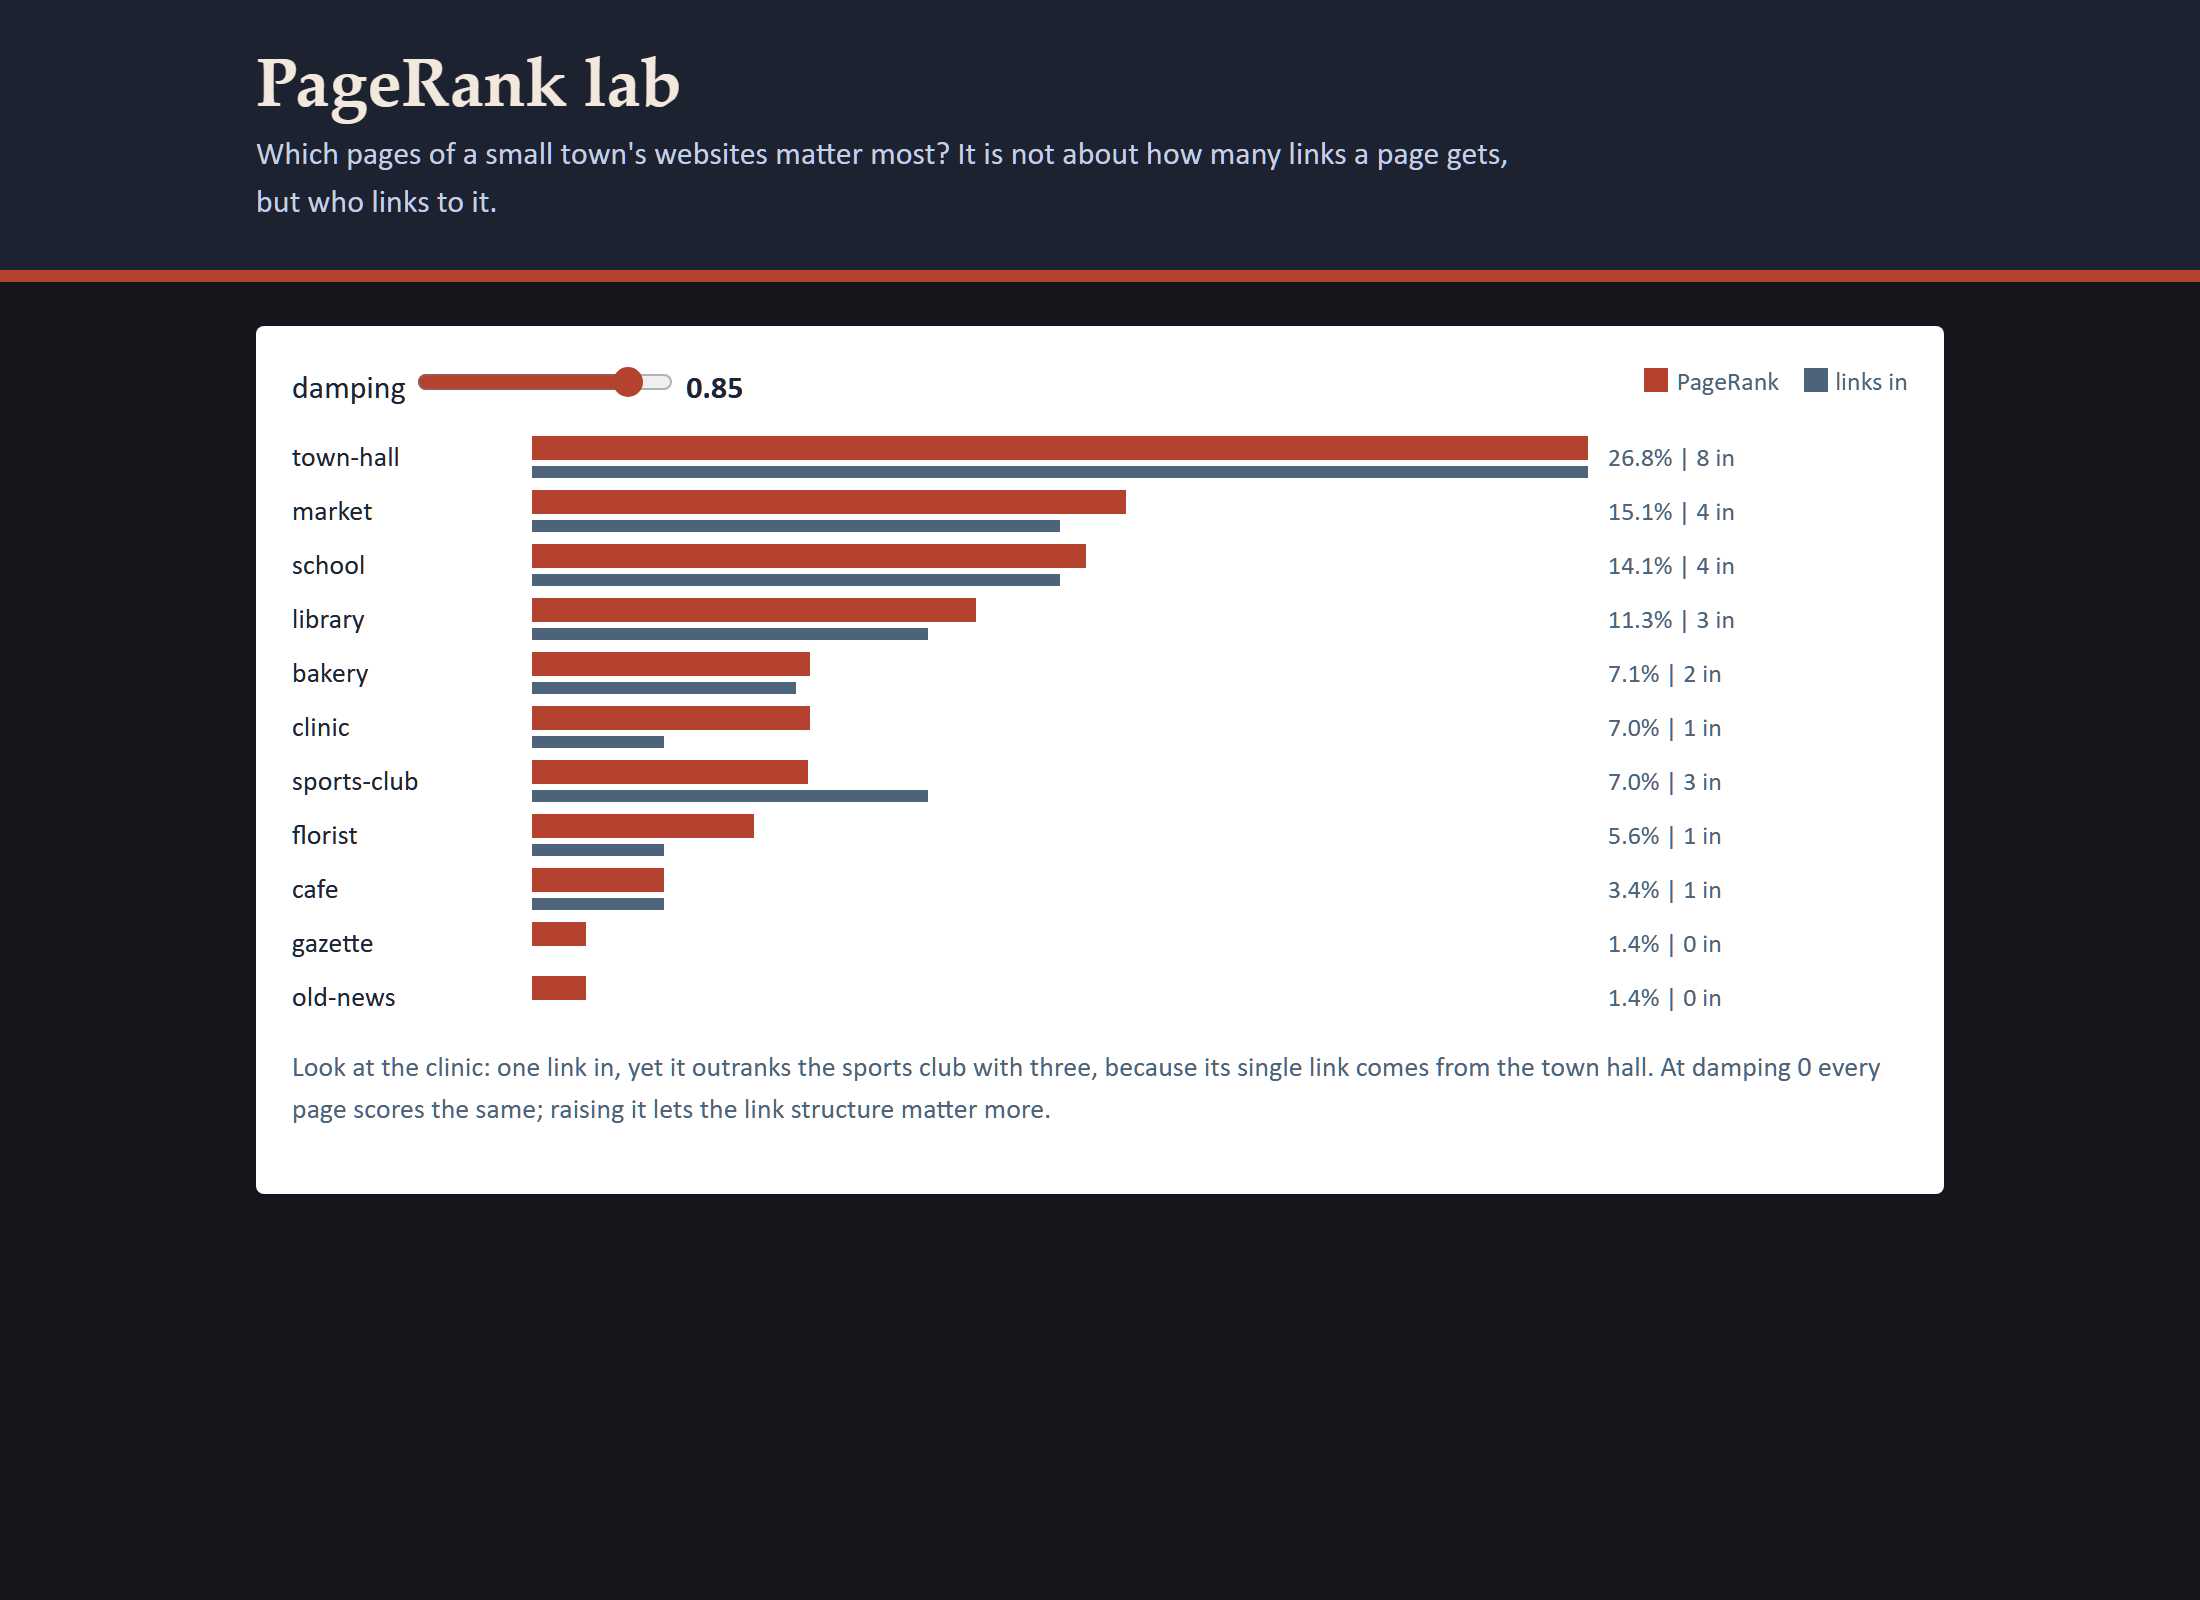 PageRank lab
Which pages of a small town's websites matter most? It is not about how many links a page gets,
but who links to it.
damping 0.85 PageRank links in
town-hall 26.8% | 8 in
market 15.1% | 4 in
school 14.1% | 4 in
library 11.3% | 3 in
bakery 7.1% | 2 in
clinic 7.0% | 1 in
sports-club 7.0% | 3 in
florist 5.6% | 1 in
cafe 3.4% | 1 in
gazette 1.4% | 0 in
old-news 1.4% | 0 in
Look at the clinic: one link in, yet it outranks the sports club with three, because its single link comes from the town hall. At damping 0 every
page scores the same; raising it lets the link structure matter more.